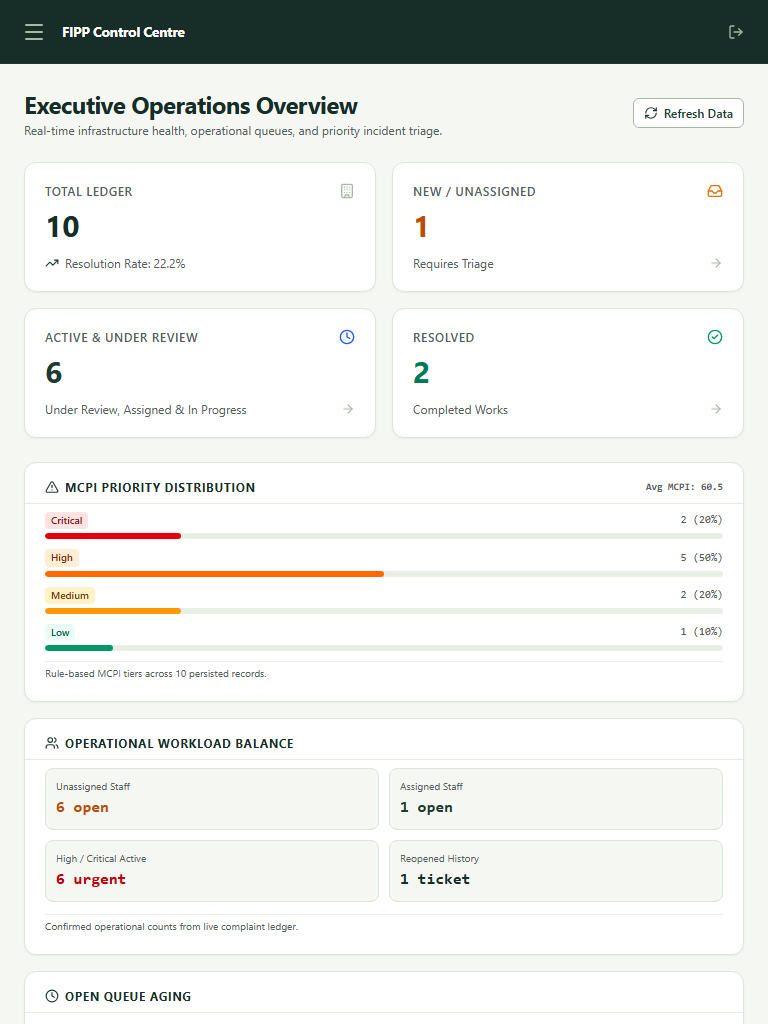 FIPP Control Centre
Executive Operations Overview
Real-time infrastructure health, operational queues, and priority incident triage.
Refresh Data
TOTAL LEDGER
10
Resolution Rate: 22.2%
NEW / UNASSIGNED
1
Requires Triage
ACTIVE & UNDER REVIEW
6
Under Review, Assigned & In Progress
RESOLVED
2
Completed Works
MCPI PRIORITY DISTRIBUTION
Avg MCPI: 60.5
Critical
2 (20%)
High
5 (50%)
Medium
2 (20%)
Low
1 (10%)
Rule-based MCPI tiers across 10 persisted records.
OPERATIONAL WORKLOAD BALANCE
Unassigned Staff
6 open
Assigned Staff
1 open
High / Critical Active
6 urgent
Reopened History
1 ticket
Confirmed operational counts from live complaint ledger.
OPEN QUEUE AGING